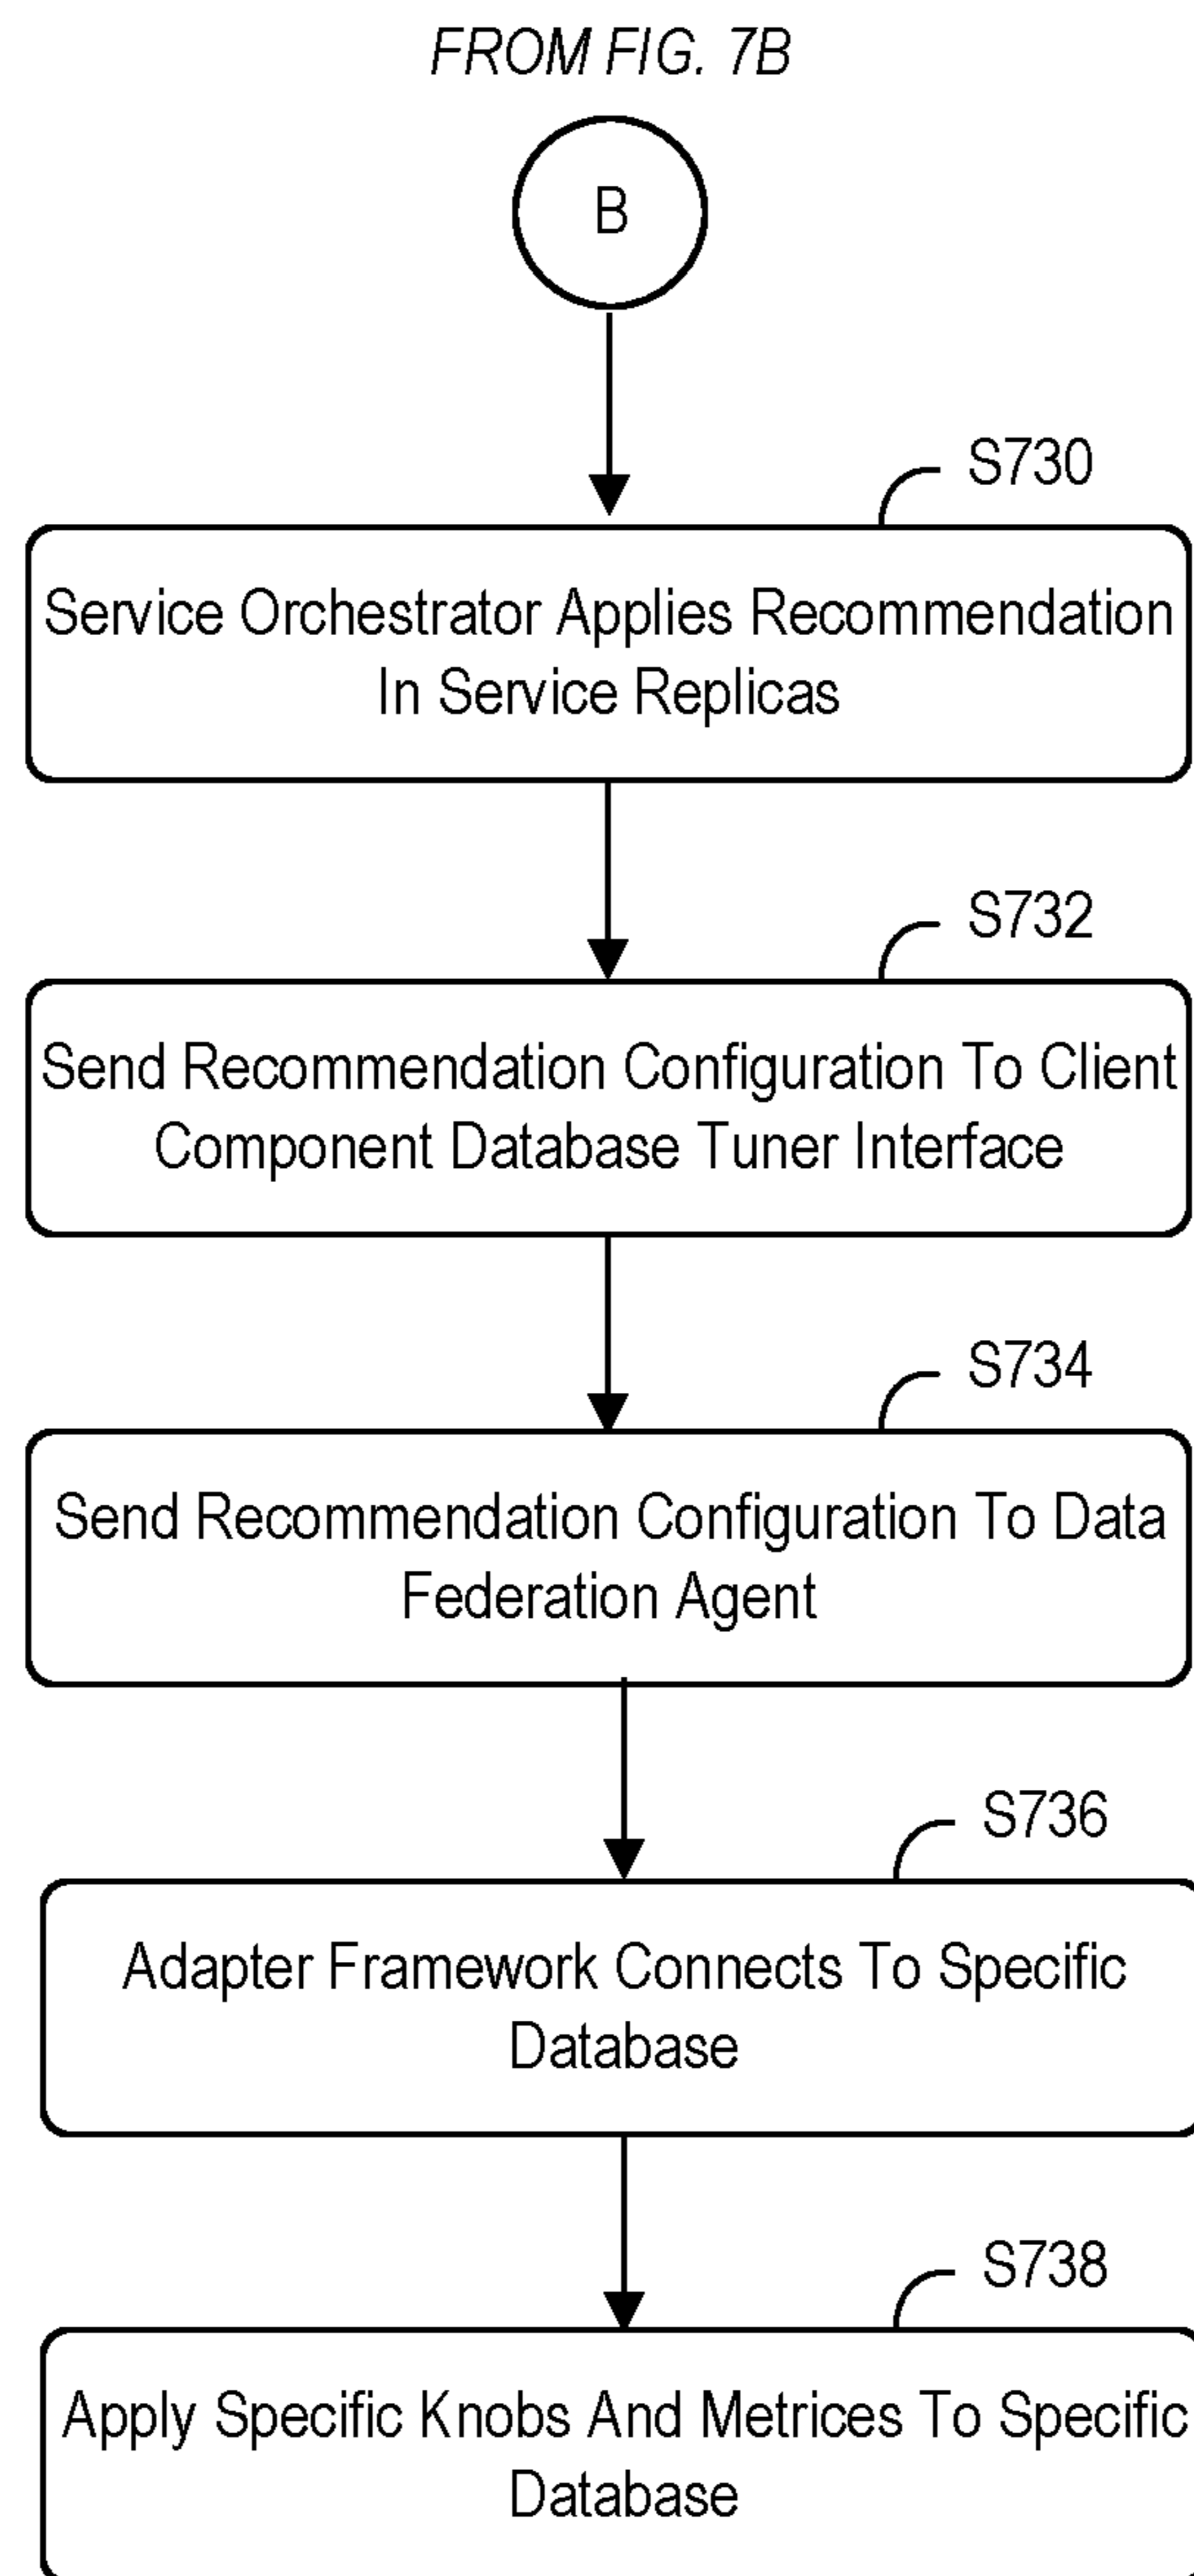 FROM FIG. 7B
B
S730
Service Orchestrator Applies Recommendation
In Service Replicas
S732
Send Recommendation Configuration To Client
Component Database Tuner Interface
S734
Send Recommendation Configuration To Data
Federation Agent
S736
Adapter Framework Connects To Specific
Database
S738
Apply Specific Knobs And Metrices To Specific
Database